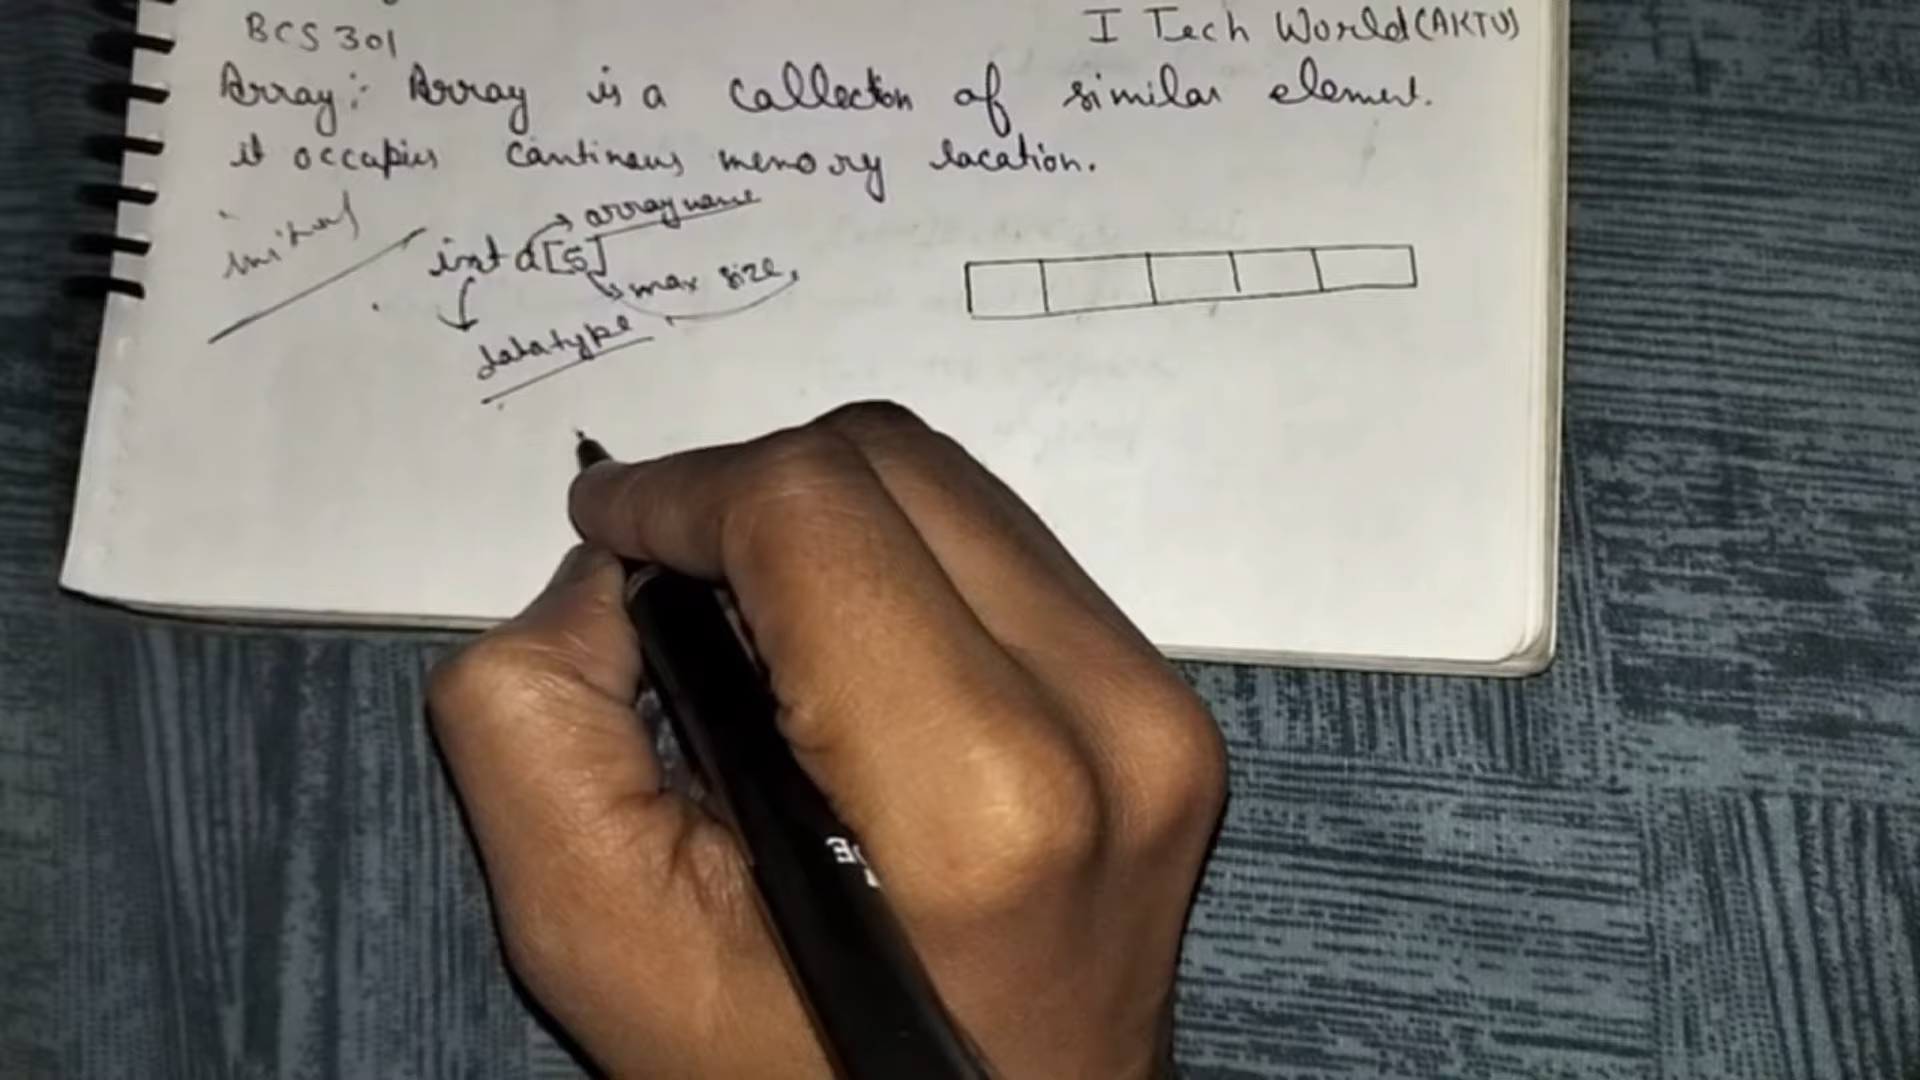 BCS 301
I Tech World (AKTU)
Array :- Array is a collection of similar element.
it occupies continous memory location.
array name
int a[5]
max size,
datatype